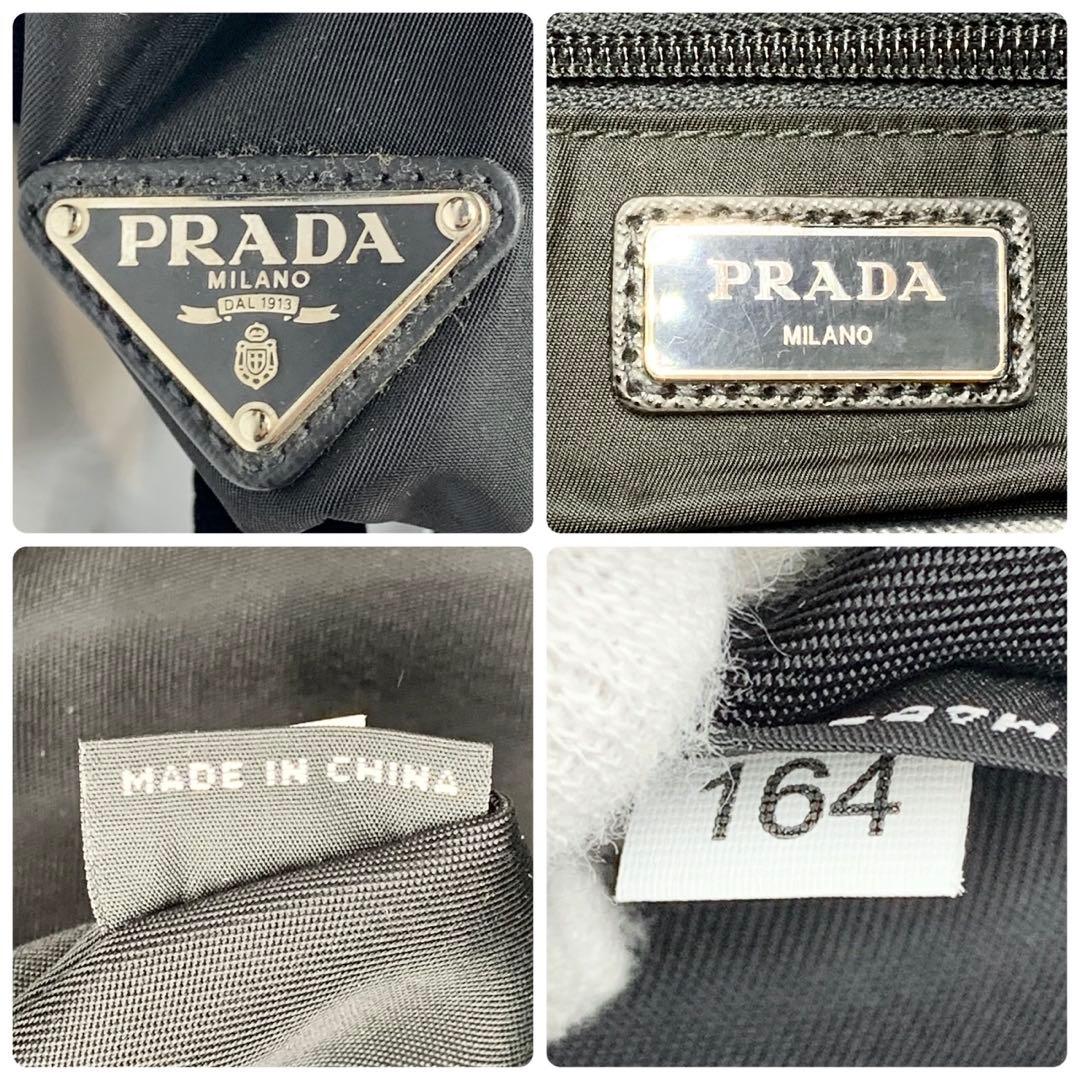 PRADA
MILANO
DAL 1913
PRADA
MILANO
MADE IN CHINA
164